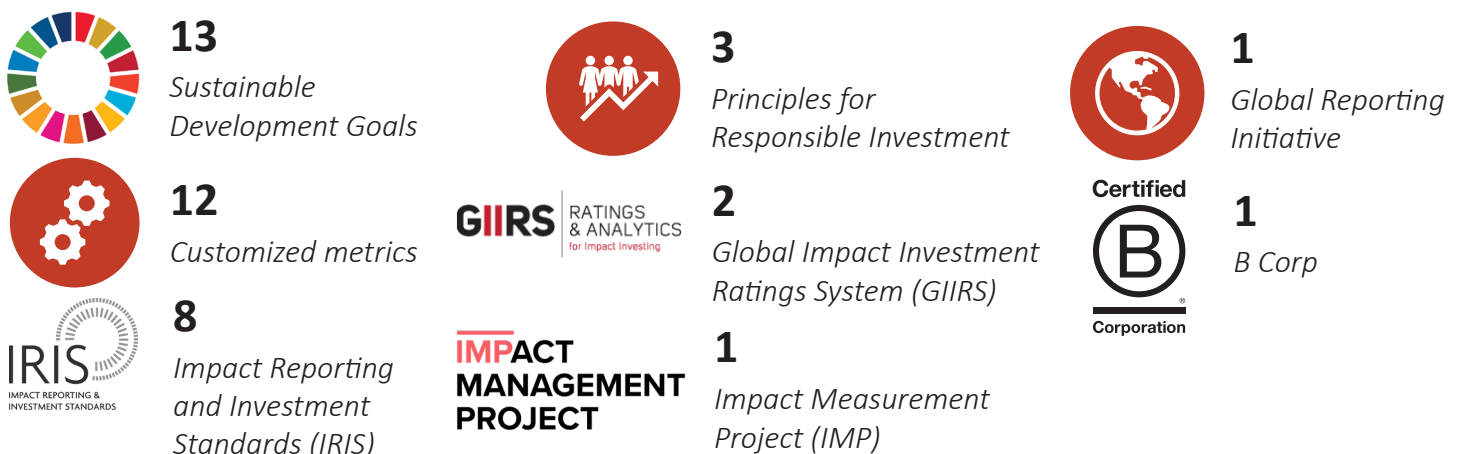 13
Sustainable
Development Goals
12
Customized metrics
IRIS
IMPACT REPORTING &
INVESTMENT STANDARDS
8
Impact Reporting
and Investment
Standards (IRIS)
3
Principles for
Responsible Investment
GIIRS
RATINGS
& ANALYTICS
for Impact Investing
2
Global Impact Investment
Ratings System (GIIRS)
IMPACT
MANAGEMENT
PROJECT
1
Impact Measurement
Project (IMP)
1
Global Reporting
Initiative
Certified
B
®
Corporation
1
B Corp